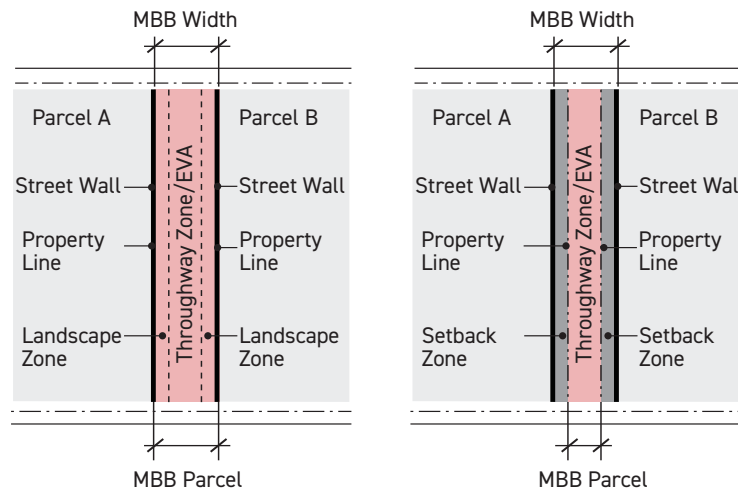 MBB Width
Parcel A
Parcel B
Street Wall
Street Wall
Property
Line
Property
Line
Landscape
Zone
Landscape
Zone
Throughway Zone/EVA
MBB Parcel
MBB Width
Parcel A
Parcel B
Street Wall
Street Wall
Property
Line
Property
Line
Setback
Zone
Setback
Zone
Throughway Zone/EVA
MBB Parcel